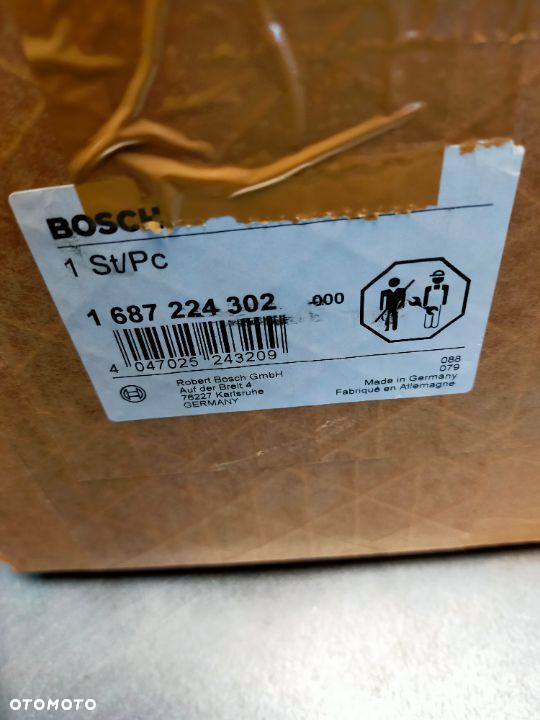 BOSCH
1 St/Pc
1 687 224 302 -000
4 047025 243209
088
079
Robert Bosch GmbH
Auf der Breit 4
76227 Karlsruhe
GERMANY
Made in Germany
Fabriqué en Allemagne
OTOMOTO